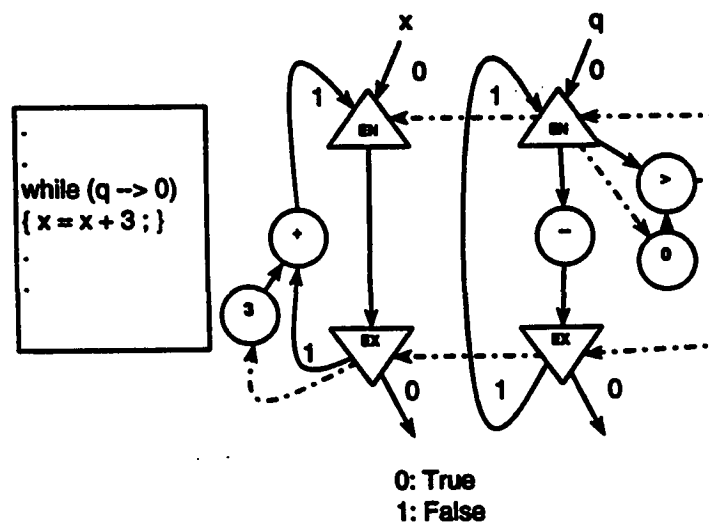 x
q
0
0
1
1
EN
EN
while (q --> 0)
{ x = x + 3 ; }
+
-
>
0
3
EX
EX
1
0
1
0
0: True
1: False